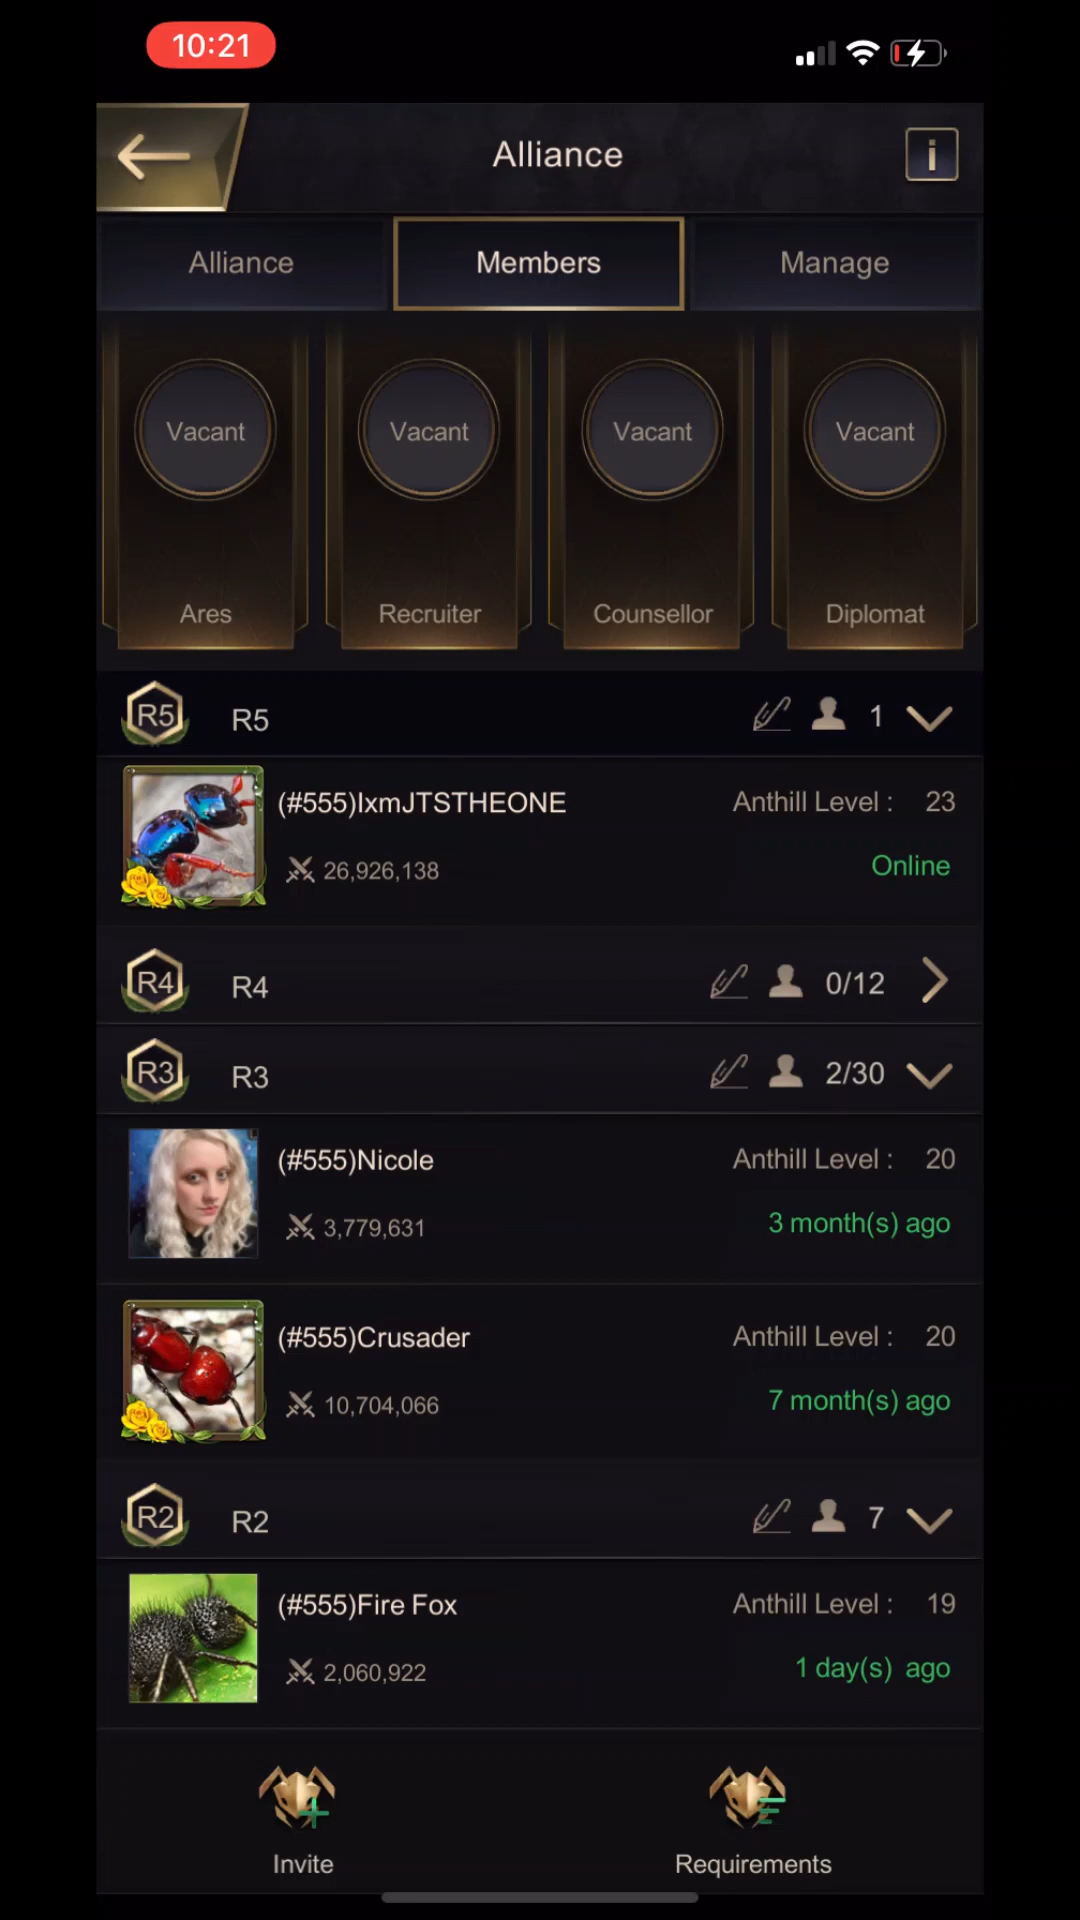 10:21
Alliance
i
Alliance Members Manage
Vacant Vacant Vacant Vacant
Ares Recruiter Counsellor Diplomat
R5 R5 1
(#555)IxmJTSTHEONE Anthill Level : 23
26,926,138 Online
R4 R4 0/12
R3 R3 2/30
(#555)Nicole Anthill Level : 20
3,779,631 3 month(s) ago
(#555)Crusader Anthill Level : 20
10,704,066 7 month(s) ago
R2 R2 7
(#555)Fire Fox Anthill Level : 19
2,060,922 1 day(s) ago
Invite Requirements